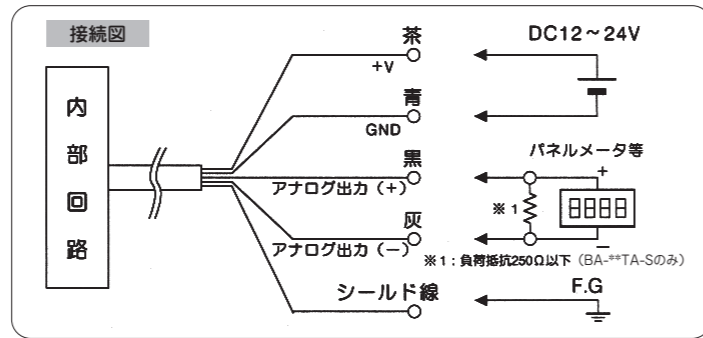 接続図
内部回路
茶
+V
DC12～24V
青
GND
黒
アナログ出力（+）
パネルメータ等
+
※1
8888
灰
アナログ出力（−）
−
※1：負荷抵抗250Ω以下（BA-**TA-Sのみ）
シールド線
F.G